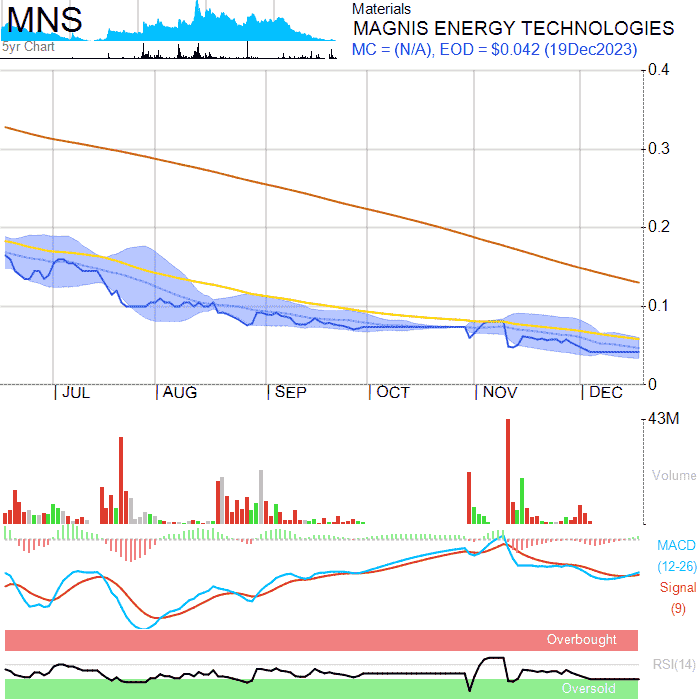 MNS
5yr Chart
Materials
MAGNIS ENERGY TECHNOLOGIES
MC = (N/A), EOD = $0.042 (19Dec2023)
0.4
0.3
0.2
0.1
0
JUL AUG SEP OCT NOV DEC
43M
Volume
MACD
(12-26)
Signal
(9)
Overbought
RSI(14)
Oversold